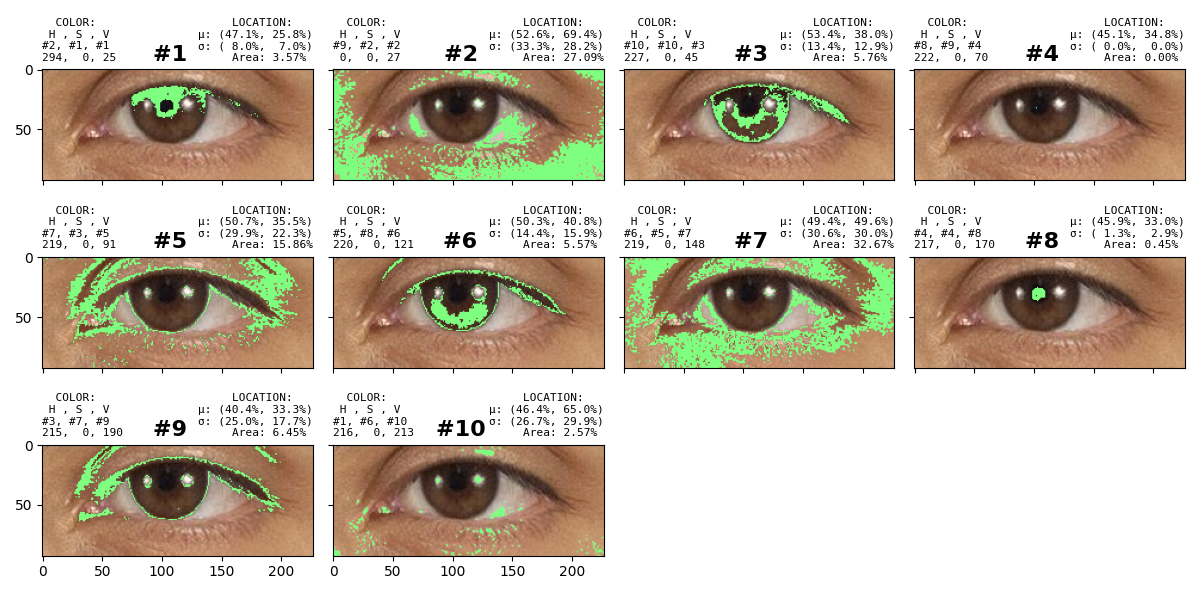 COLOR: LOCATION:
H , S , V μ: (47.1%, 25.8%)
#2, #1, #1 σ: ( 8.0%, 7.0%)
294, 0, 25 #1 Area: 3.57%
COLOR: LOCATION:
H , S , V μ: (52.6%, 69.4%)
#9, #2, #2 σ: (33.3%, 28.2%)
0, 0, 27 #2 Area: 27.09%
COLOR: LOCATION:
H , S , V μ: (53.4%, 38.0%)
#10, #10, #3 σ: (13.4%, 12.9%)
227, 0, 45 #3 Area: 5.76%
COLOR: LOCATION:
H , S , V μ: (45.1%, 34.8%)
#8, #9, #4 σ: ( 0.0%, 0.0%)
222, 0, 70 #4 Area: 0.00%
0
50
COLOR: LOCATION:
H , S , V μ: (50.7%, 35.5%)
#7, #3, #5 σ: (29.9%, 22.3%)
219, 0, 91 #5 Area: 15.86%
COLOR: LOCATION:
H , S , V μ: (50.3%, 40.8%)
#5, #8, #6 σ: (14.4%, 15.9%)
220, 0, 121 #6 Area: 5.57%
COLOR: LOCATION:
H , S , V μ: (49.4%, 49.6%)
#6, #5, #7 σ: (30.6%, 30.0%)
219, 0, 148 #7 Area: 32.67%
COLOR: LOCATION:
H , S , V μ: (45.9%, 33.0%)
#4, #4, #8 σ: ( 1.3%, 2.9%)
217, 0, 170 #8 Area: 0.45%
0
50
COLOR: LOCATION:
H , S , V μ: (40.4%, 33.3%)
#3, #7, #9 σ: (25.0%, 17.7%)
215, 0, 190 #9 Area: 6.45%
COLOR: LOCATION:
H , S , V μ: (46.4%, 65.0%)
#1, #6, #10 σ: (26.7%, 29.9%)
216, 0, 213 #10 Area: 2.57%
0
50
0 50 100 150 200
0 50 100 150 200